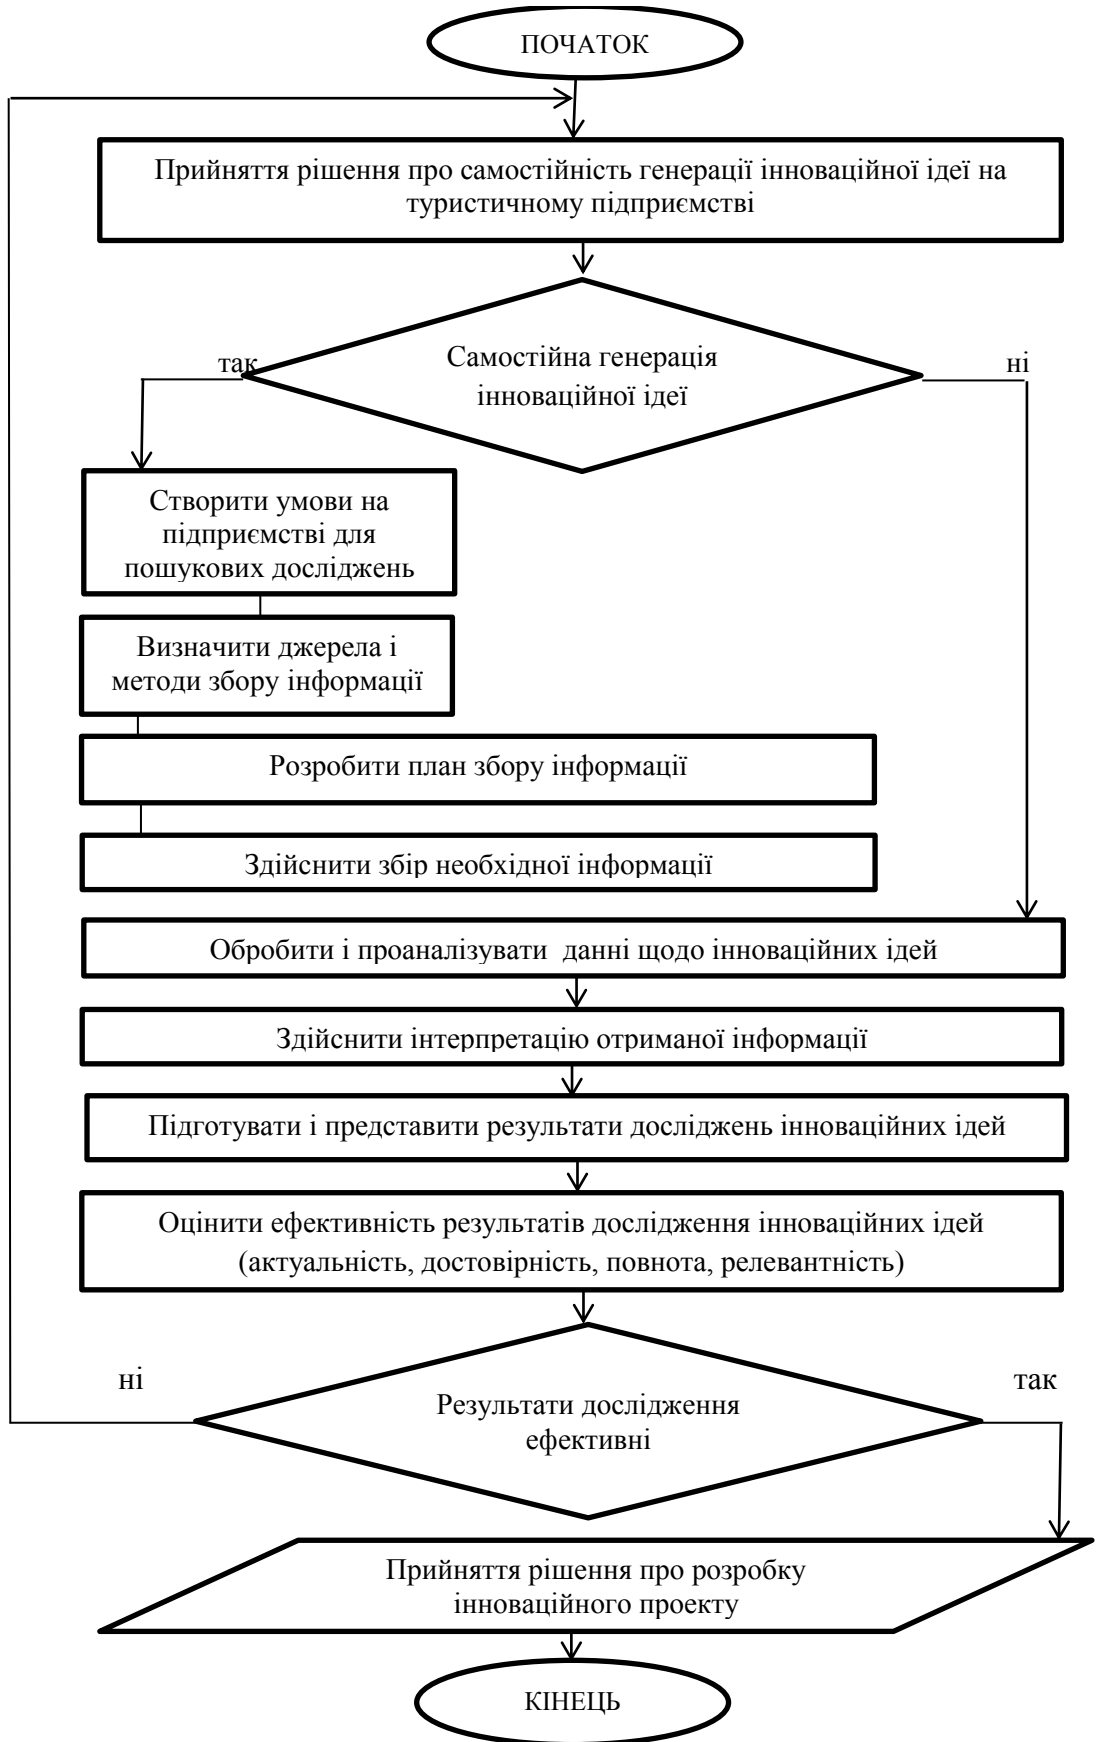 ПОЧАТОК
Прийняття рішення про самостійність генерації інноваційної ідеї на
туристичному підприємстві
Самостійна генерація
інноваційної ідеї
так
ні
Створити умови на
підприємстві для
пошукових досліджень
Визначити джерела і
методи збору інформації
Розробити план збору інформації
Здійснити збір необхідної інформації
Обробити і проаналізувати данні щодо інноваційних ідей
Здійснити інтерпретацію отриманої інформації
Підготувати і представити результати досліджень інноваційних ідей
Оцінити ефективність результатів дослідження інноваційних ідей
(актуальність, достовірність, повнота, релевантність)
ні
так
Результати дослідження
ефективні
Прийняття рішення про розробку
інноваційного проекту
КІНЕЦЬ